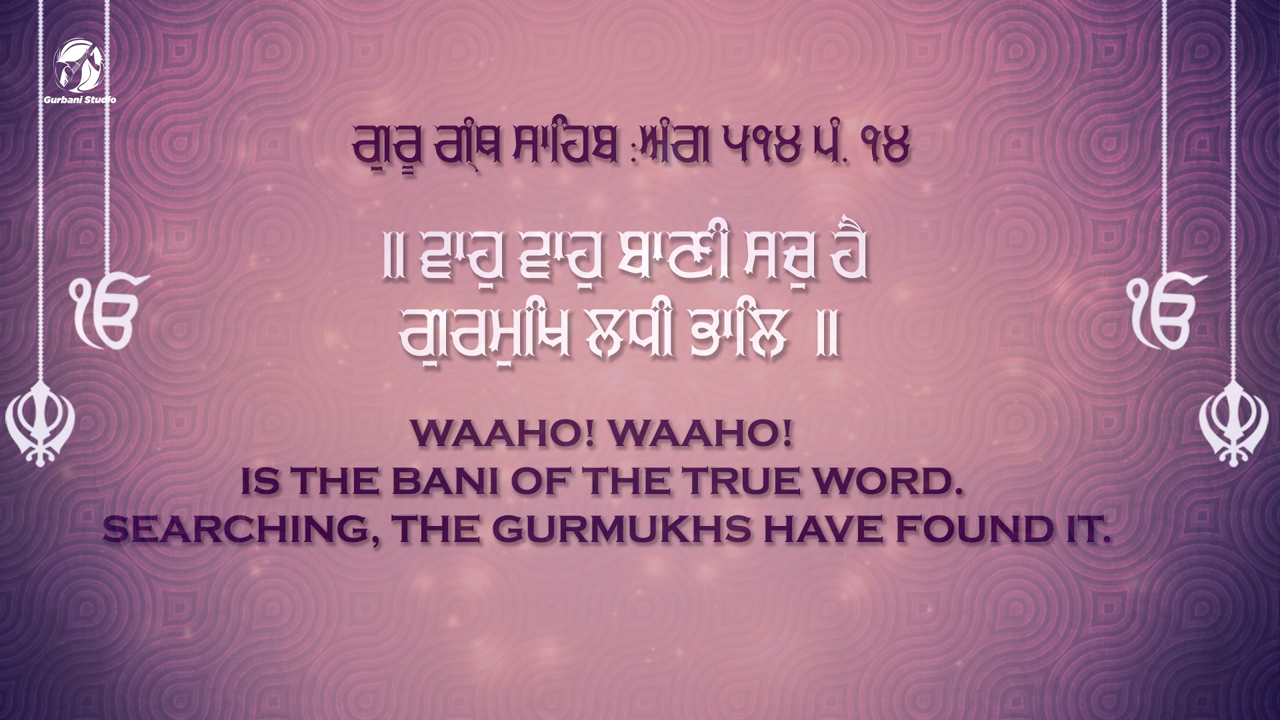 Gurbani Studio
ਗੁਰੂ ਗ੍ਰੰਥ ਸਾਹਿਬ :ਅੰਗ ੫੧੪ ਪੰ. ੧੪
॥ ਵਾਹੁ ਵਾਹੁ ਬਾਣੀ ਸਚੁ ਹੈ
ਗੁਰਮੁਖਿ ਲਧੀ ਭਾਲਿ ॥
WAAHO! WAAHO!
IS THE BANI OF THE TRUE WORD.
SEARCHING, THE GURMUKHS HAVE FOUND IT.
ੴ
ੴ